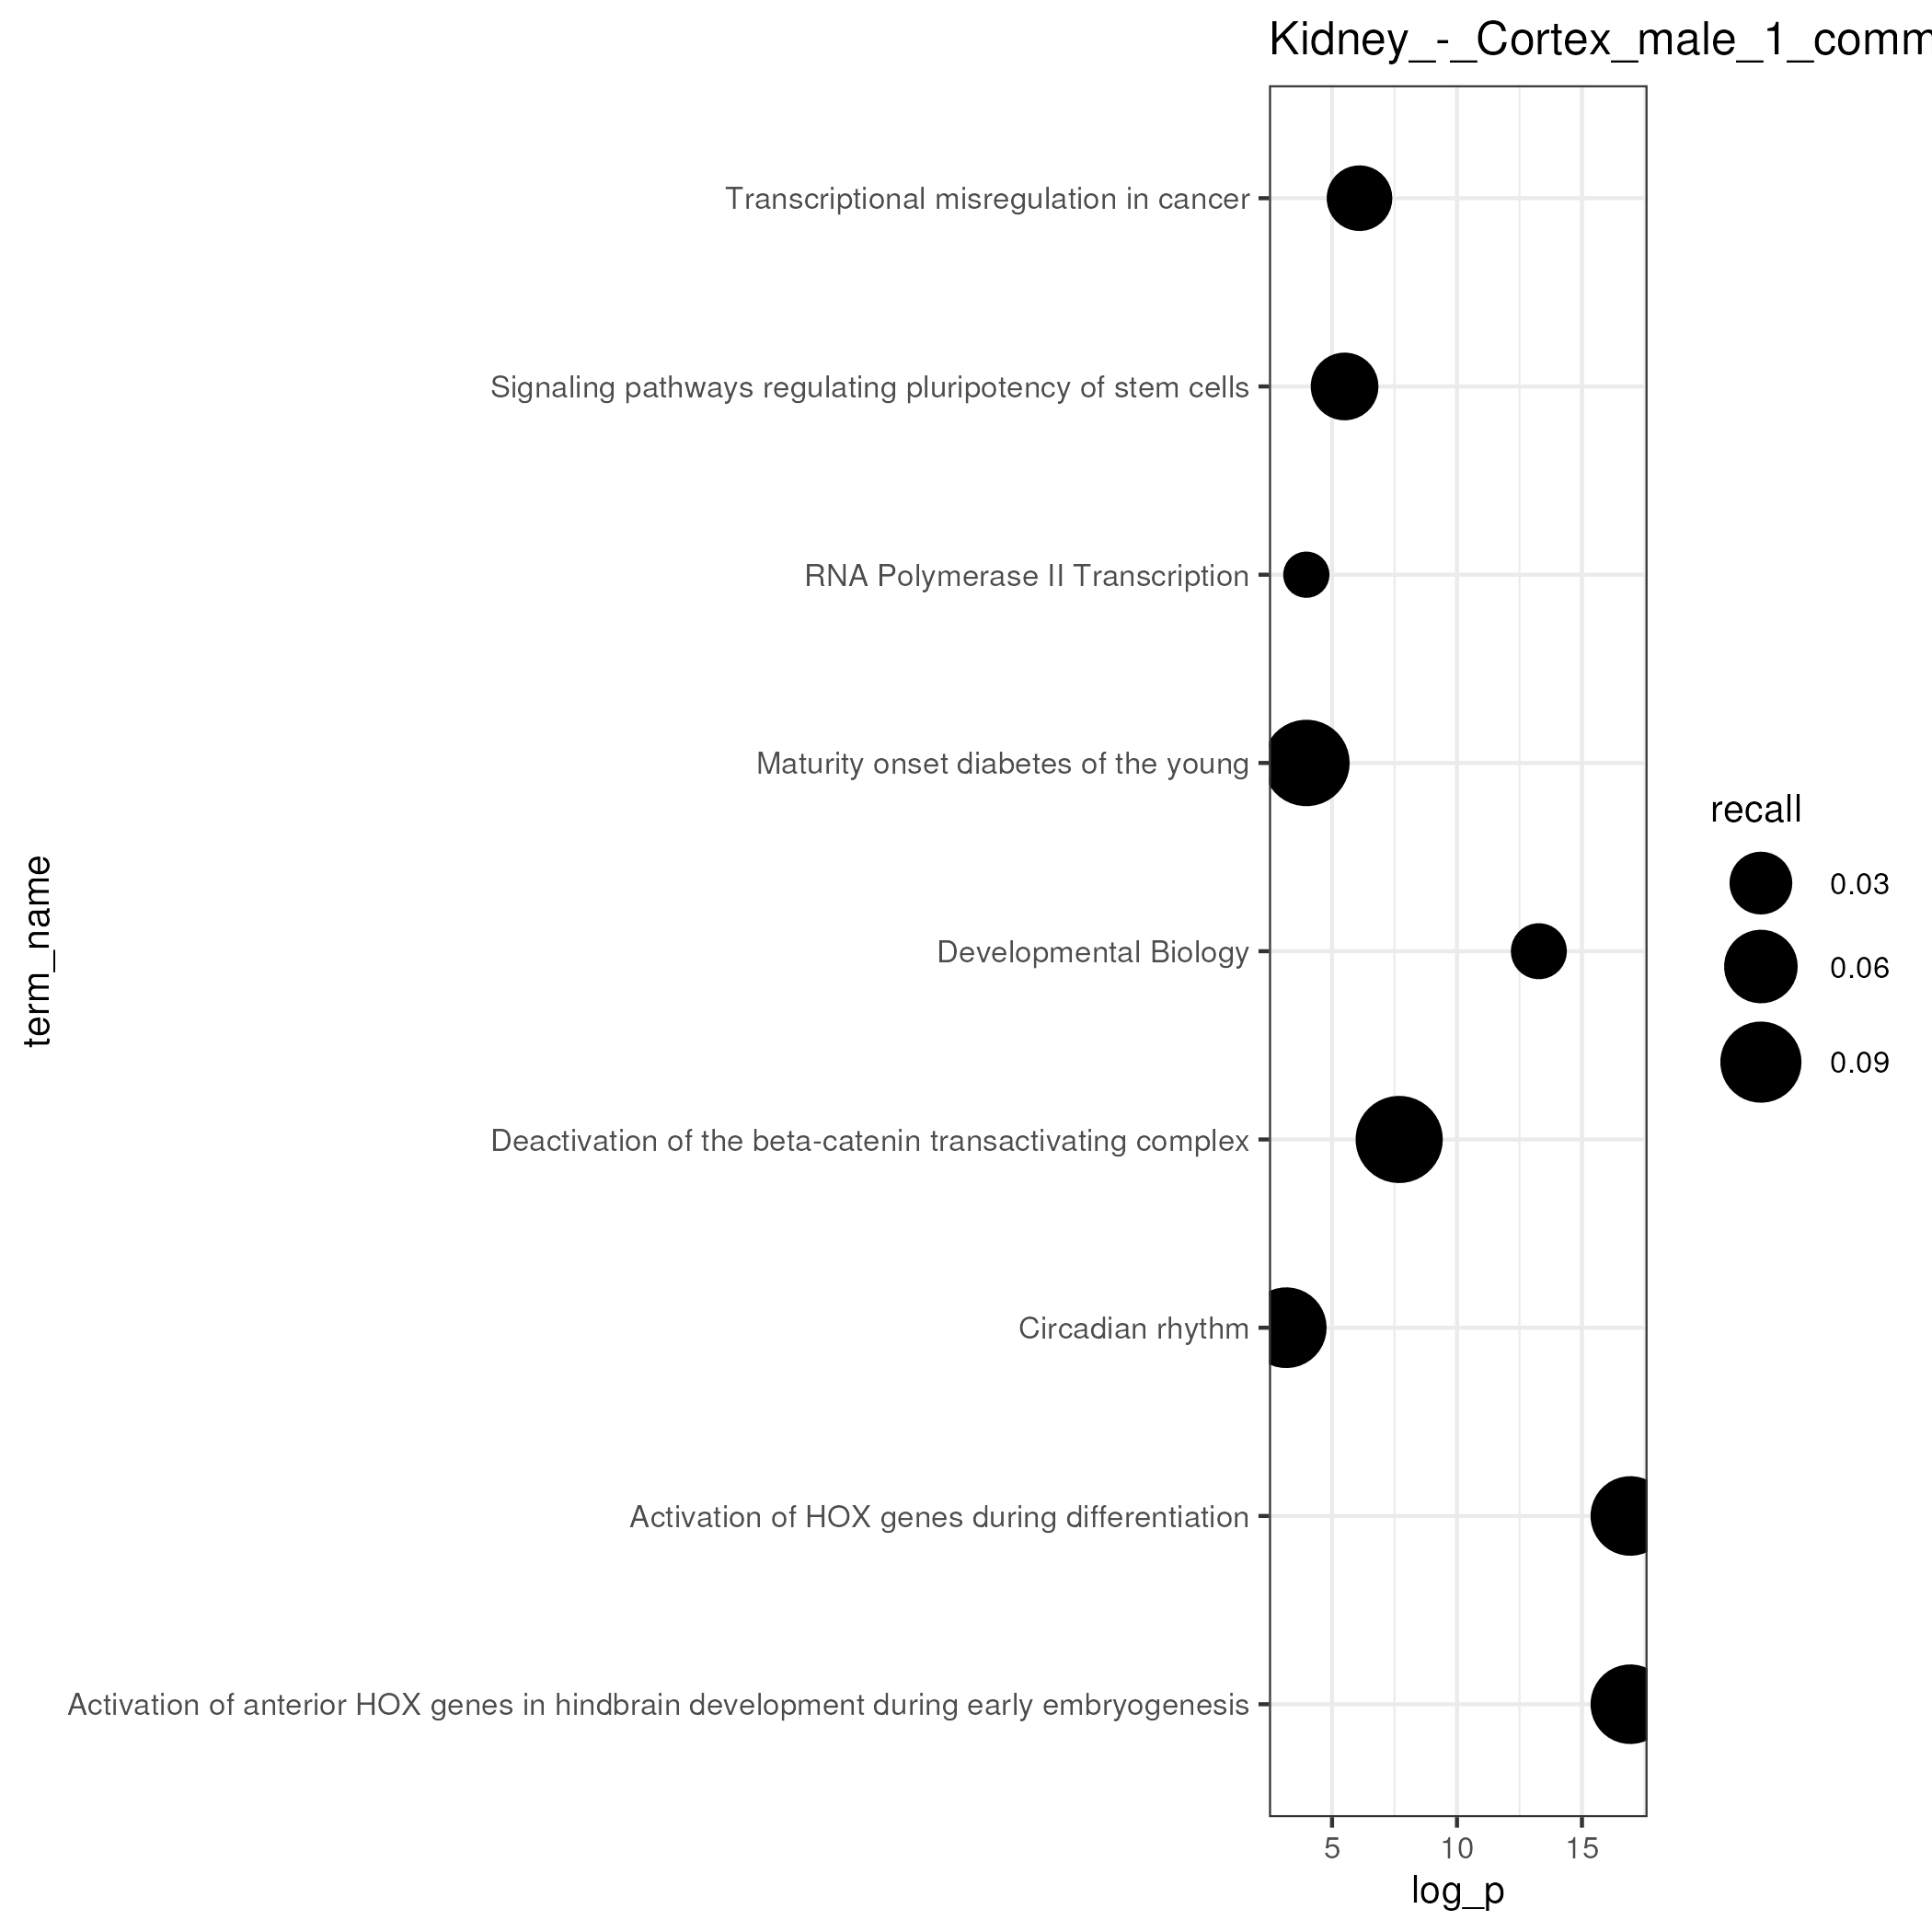 Kidney_-_Cortex_male_1_comm
Transcriptional misregulation in cancer
Signaling pathways regulating pluripotency of stem cells
RNA Polymerase II Transcription
Maturity onset diabetes of the young
Developmental Biology
Deactivation of the beta-catenin transactivating complex
Circadian rhythm
Activation of HOX genes during differentiation
Activation of anterior HOX genes in hindbrain development during early embryogenesis
term_name
5 10 15
log_p
recall
0.03
0.06
0.09